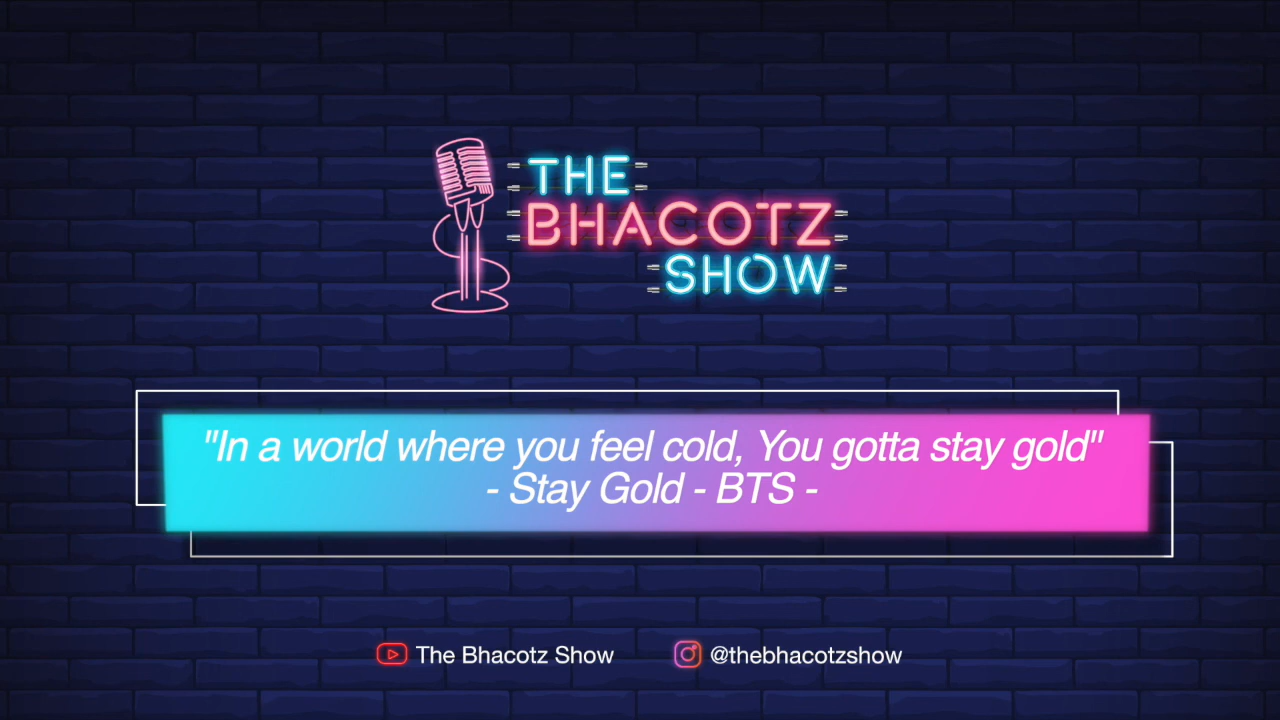 THE
BHACOTZ
SHOW
"In a world where you feel cold, You gotta stay gold"
- Stay Gold - BTS -
The Bhacotz Show
@thebhacotzshow